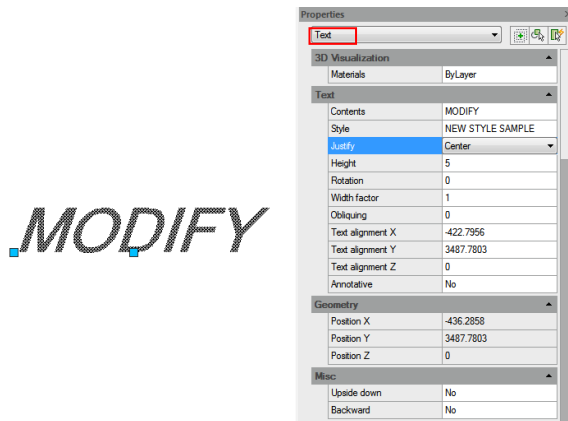 Properties
Text
3D Visualization
Materials ByLayer
Text
Contents MODIFY
Style NEW STYLE SAMPLE
Justify Center
Height 5
Rotation 0
Width factor 1
Obliquing 0
Text alignment X -422.7956
Text alignment Y 3487.7803
Text alignment Z 0
Annotative No
Geometry
Position X -436.2858
Position Y 3487.7803
Position Z 0
Misc
Upside down No
Backward No
MODIFY